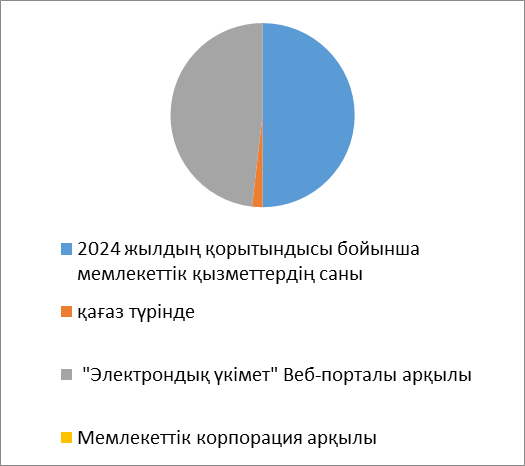 2024 жылдың қорытындысы бойынша
мемлекеттік қызметтердің саны
қағаз түрінде
"Электрондық үкімет" Веб-порталы арқылы
Мемлекеттік корпорация арқылы